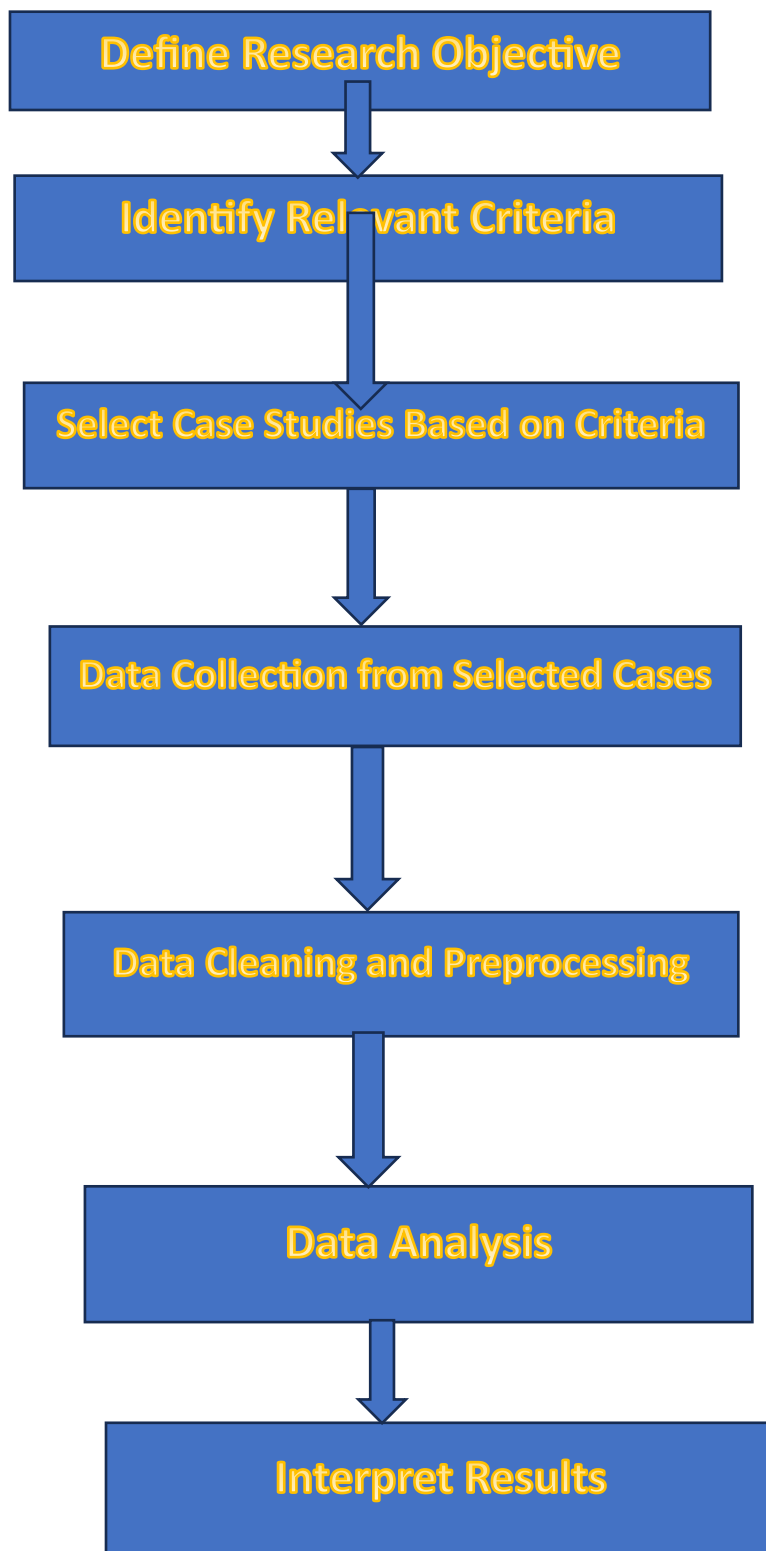 Define Research Objective
Identify Relevant Criteria
Select Case Studies Based on Criteria
Data Collection from Selected Cases
Data Cleaning and Preprocessing
Data Analysis
Interpret Results